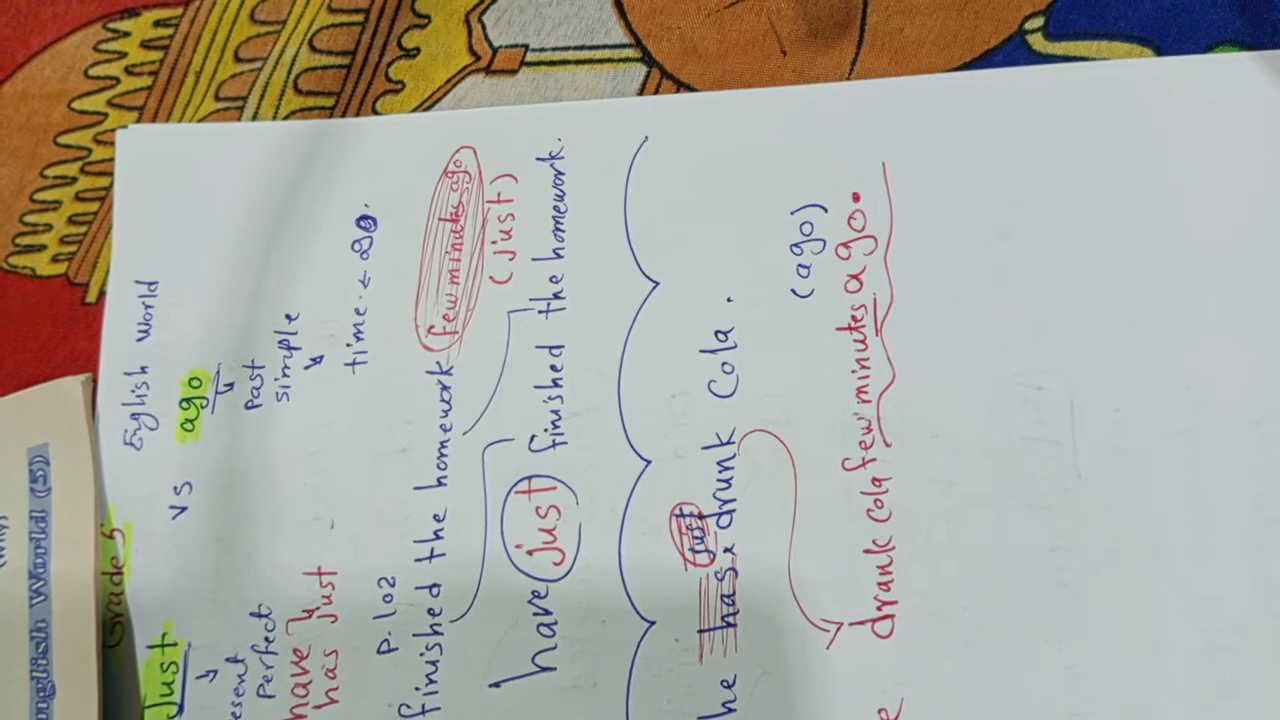 English World (5)
Grade 5 English World
Just vs ago
Perfect
Past
simple
have
has just
time ← ago.
P. 102
finished the homework few minutes ago
(just)
have just finished the homework.
he has just drunk Cola.
(ago)
drank Cola few minutes ago.